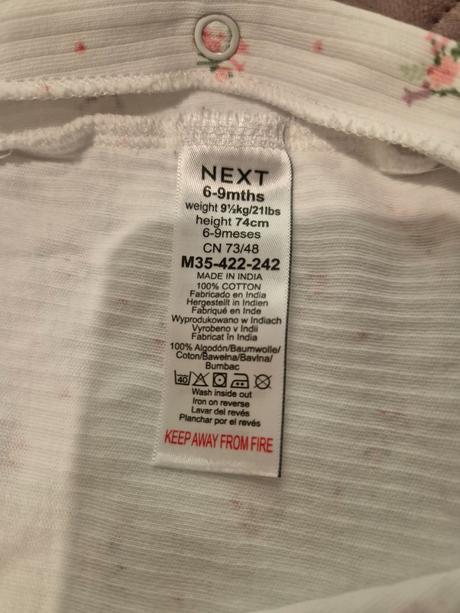 NEXT
6-9mths
weight 9½kg/21lbs
height 74cm
6-9meses
CN 73/48
M35-422-242
MADE IN INDIA
100% COTTON
Fabricado en India
Hergestellt in Indien
Fabriqué en Inde
Wyprodukowano w Indiach
Vyrobeno v Indii
Fabricat în India
100% Algodón/Baumwolle/
Coton/Bawełna/Bavlna/
Bumbac
40
Wash inside out
Iron on reverse
Lavar del revés
Planchar por el revés
KEEP AWAY FROM FIRE